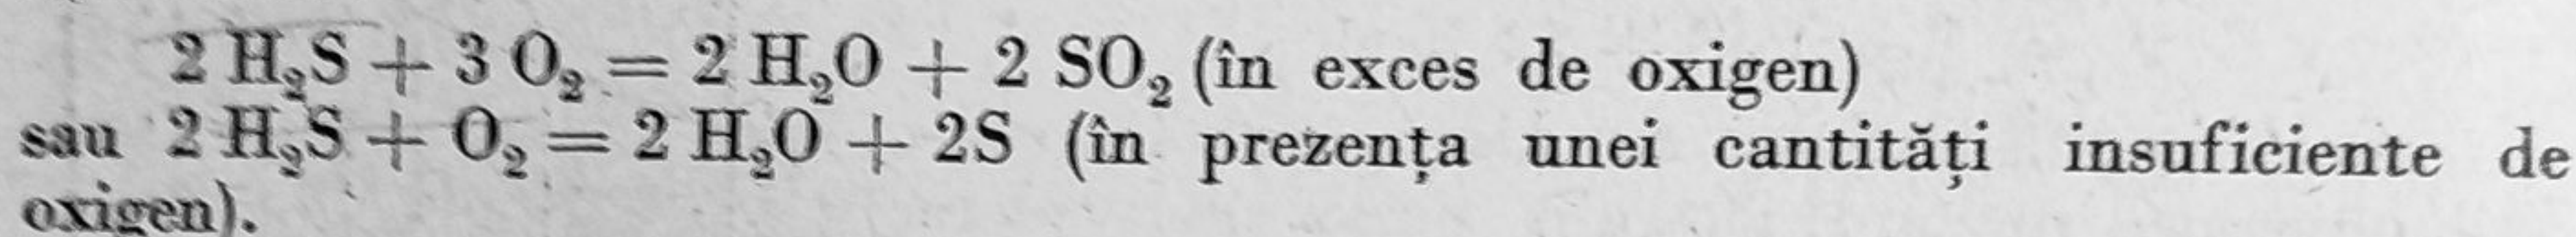 2 H₂S + 3 O₂ = 2 H₂O + 2 SO₂ (în exces de oxigen)
sau 2 H₂S + O₂ = 2 H₂O + 2S (în prezența unei cantități insuficiente de
oxigen).